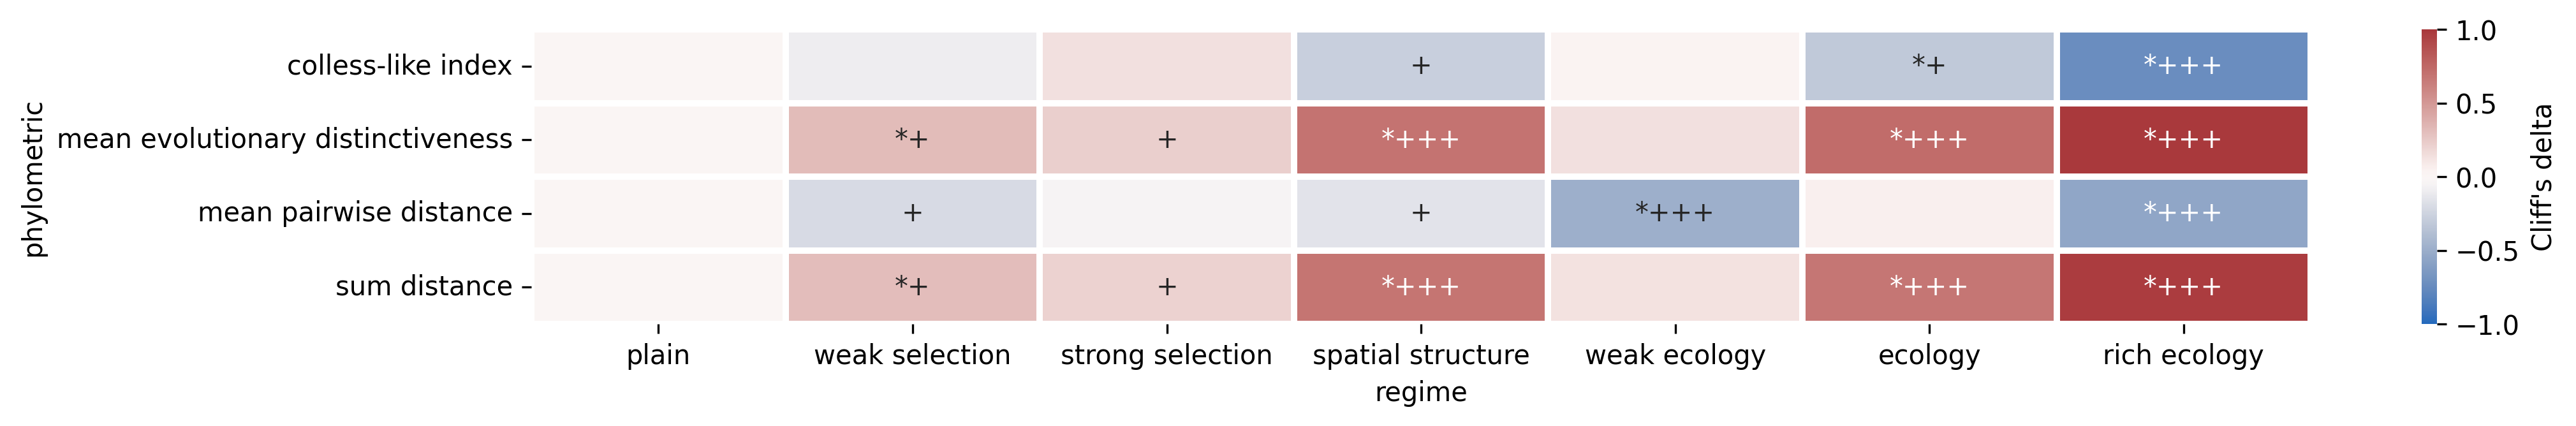 phylometric
colless-like index + *+ *+++
mean evolutionary distinctiveness *+ + *+++ *+++ *+++
mean pairwise distance + + *+++ *+++
sum distance *+ + *+++ *+++ *+++
plain weak selection strong selection spatial structure weak ecology ecology rich ecology
regime
1.0
0.5
0.0
−0.5
−1.0
Cliff's delta